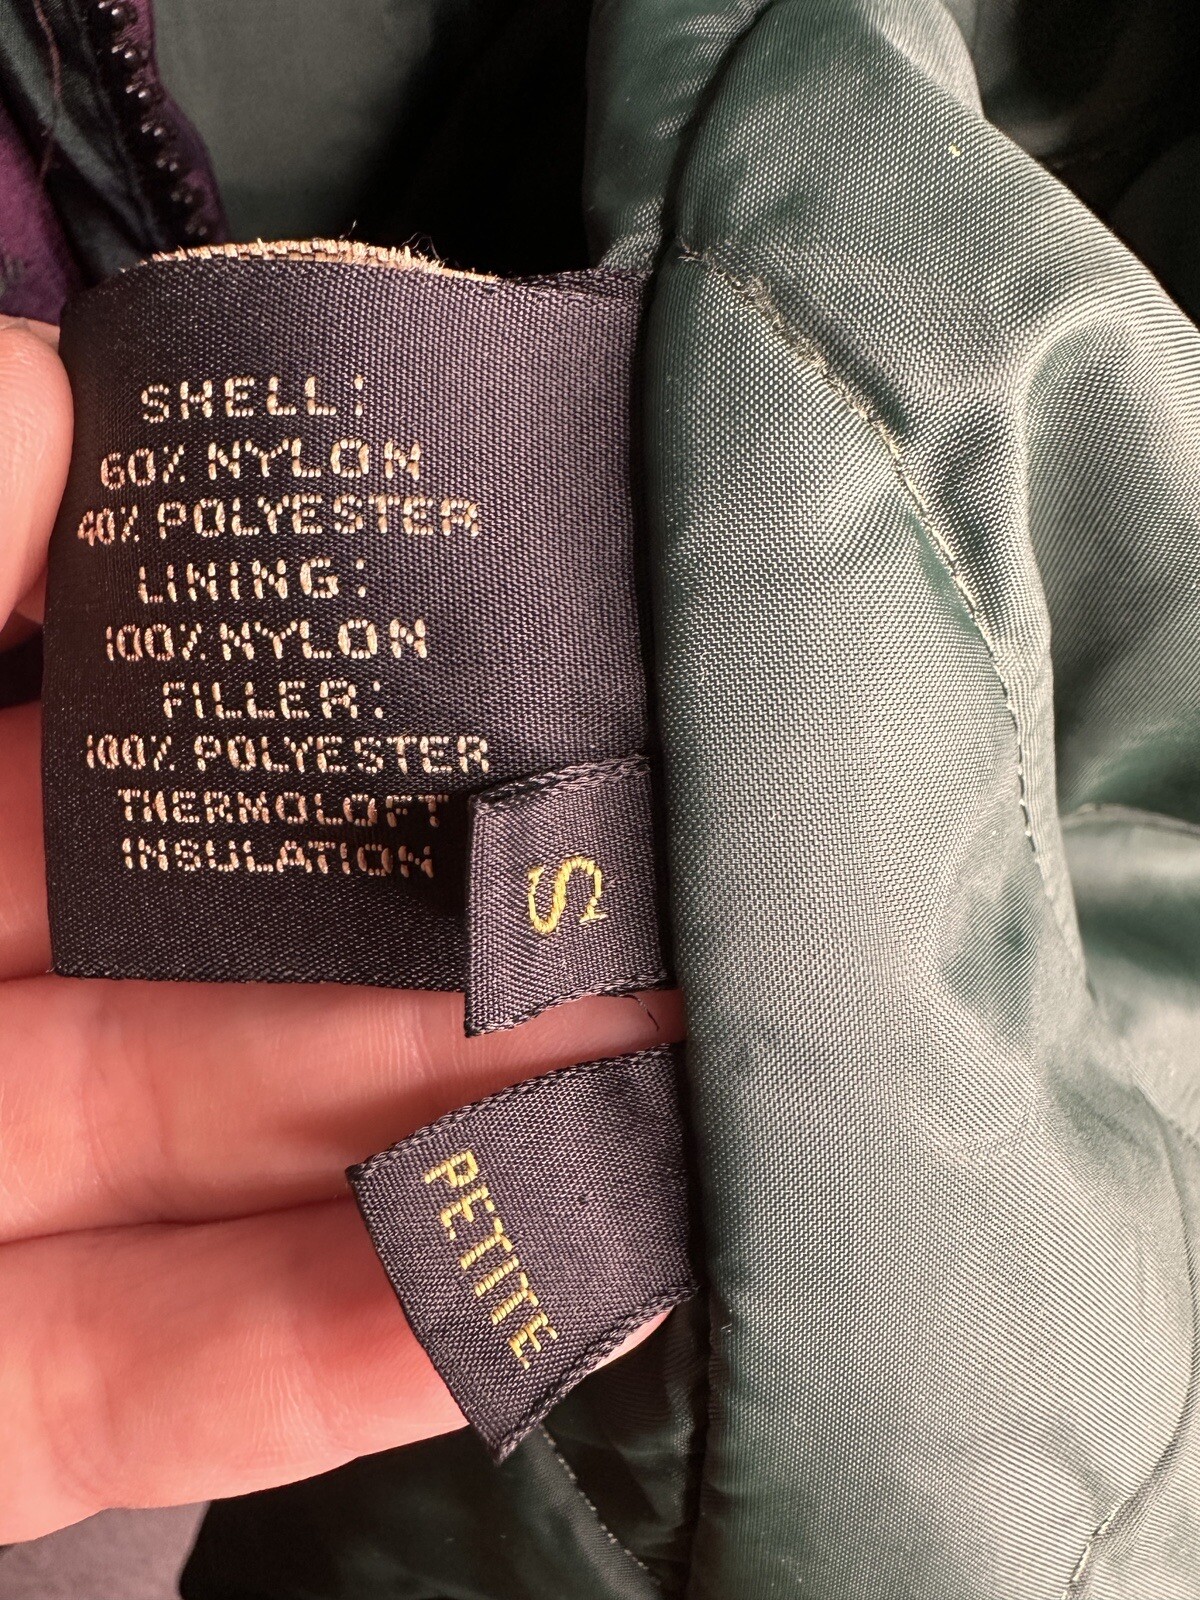 SHELL:
60% NYLON
40% POLYESTER
LINING:
100% NYLON
FILLER:
100% POLYESTER
THERMOLOFT
INSULATION
S
PETITE